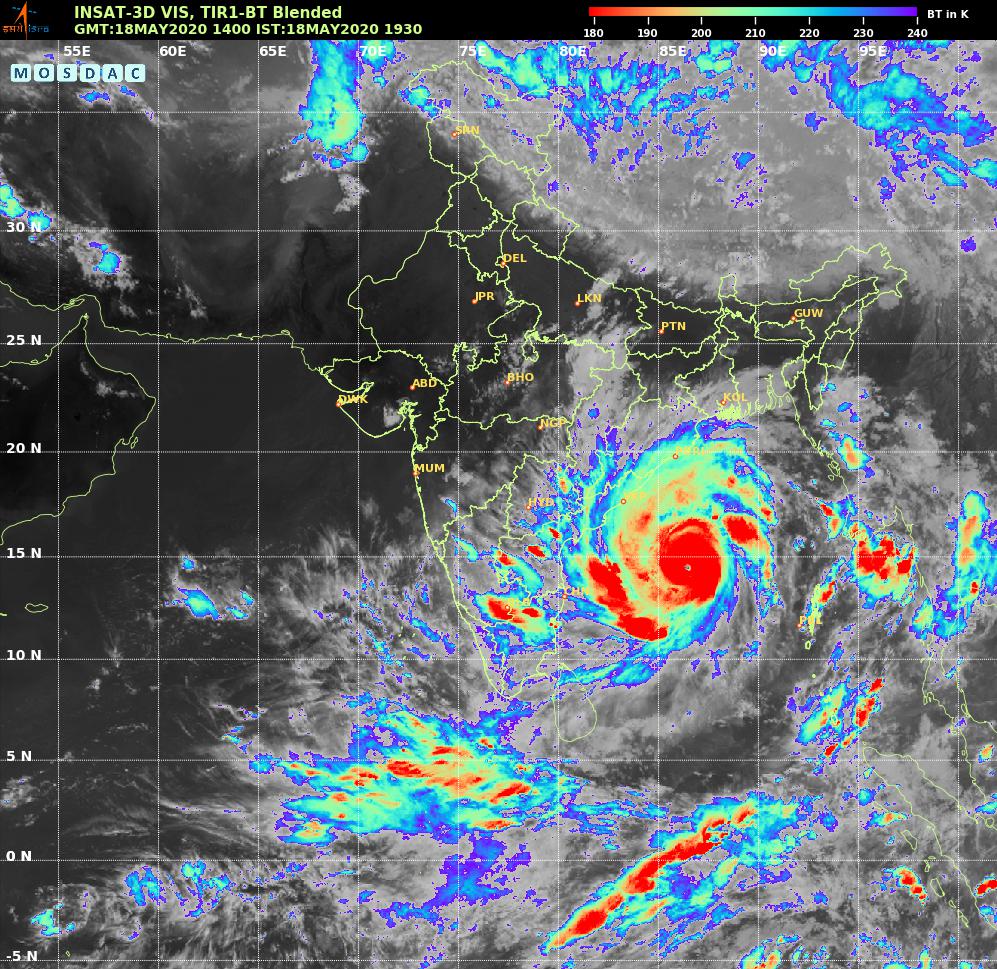 INSAT-3D VIS, TIR1-BT Blended
GMT:18MAY2020 1400 IST:18MAY2020 1930
BT in K
180 190 200 210 220 230 240
55E 60E 65E 70E 75E 80E 85E 90E 95E
MOSDAC
SRN
30 N
DEL
JPR LKN
GUW
PTN
25 N
BHO
ABD
DWK KOL
NGP
20 N
MUM
HYD
15 N
10 N
5 N
0 N
-5 N